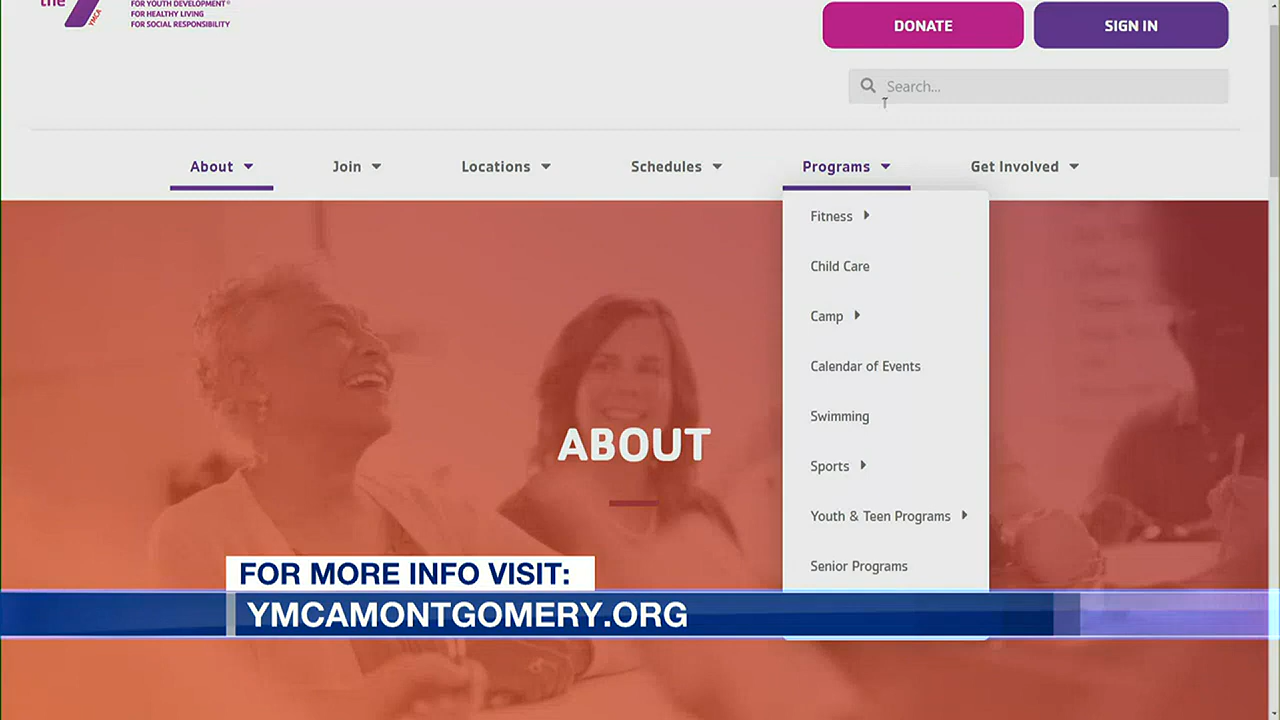 the
YMCA
FOR YOUTH DEVELOPMENT®
FOR HEALTHY LIVING
FOR SOCIAL RESPONSIBILITY
DONATE
SIGN IN
Search...
About
Join
Locations
Schedules
Programs
Get Involved
Fitness
Child Care
Camp
Calendar of Events
Swimming
Sports
Youth & Teen Programs
Senior Programs
ABOUT
FOR MORE INFO VISIT:
YMCAMONTGOMERY.ORG